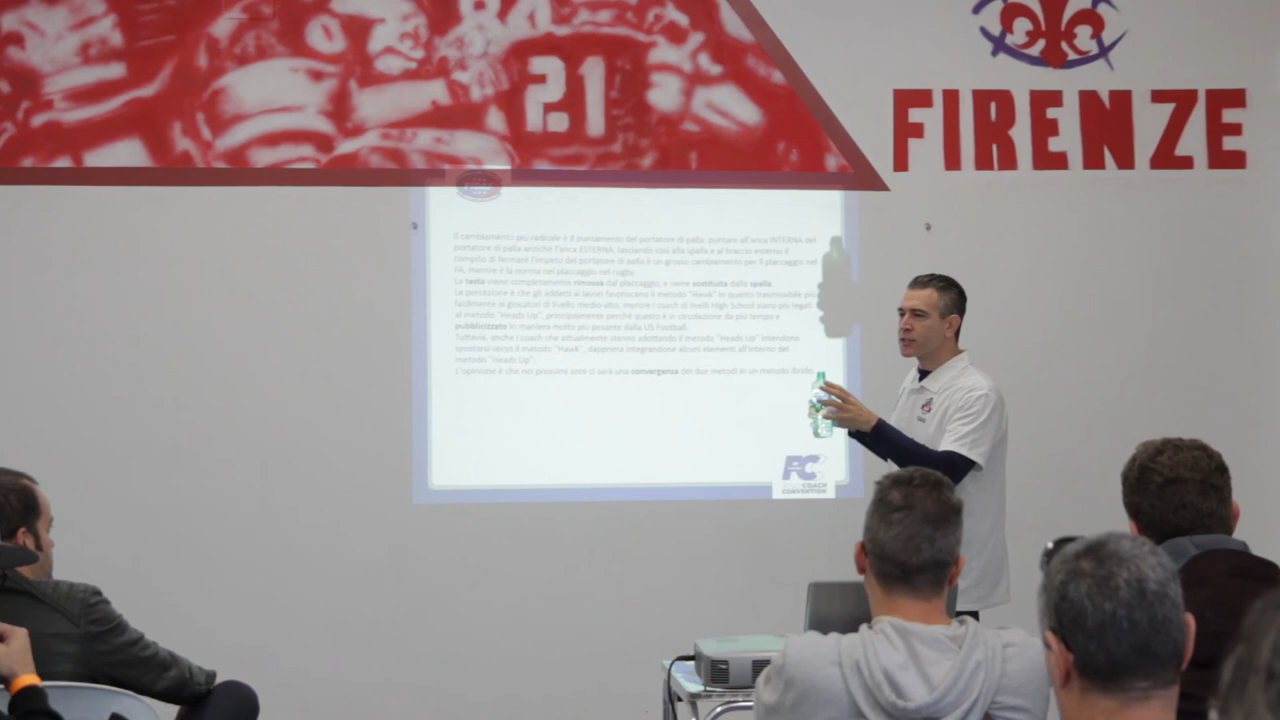 21
FIRENZE
Il cambiamento più radicale è il puntamento del portatore di palla: puntare all'anca INTERNA del
portatore di palla anziché l'anca ESTERNA, lasciando così alla spalla e al braccio esterno il
compito di fermare l'impeto del portatore di palla è un grosso cambiamento per il placcaggio nel
FA, mentre è la norma nel placcaggio nel rugby.
La testa viene completamente rimossa dal placcaggio, e viene sostituita dalla spalla.
La percezione è che gli addetti ai lavori favoriscano il metodo "Hawk" in quanto trasmissibile più
facilmente ai giocatori di livello medio alto, mentre i coach di livelli High School siano più legati
al metodo "Heads Up", principalmente perché questo è in circolazione da più tempo e
pubblicizzato in maniera molto più pesante dalla US Football.
Tuttavia, anche i coach che attualmente stanno adottando il metodo "Heads Up" intendono
spostarsi verso il metodo "Hawk", dapprima integrandone alcuni elementi all'interno del
metodo "Heads Up".
L'opinione è che nei prossimi anni ci sarà una convergenza dei due metodi in un metodo ibrido.
COACH
CONVENTION